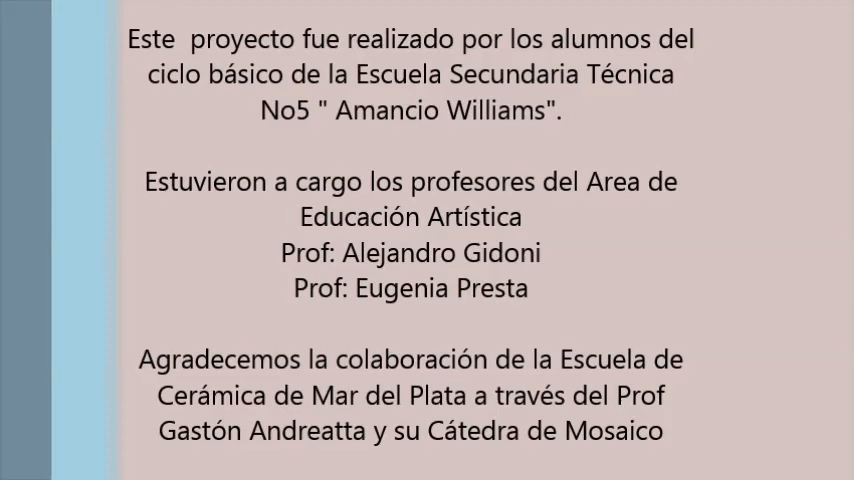 Este  proyecto fue realizado por los alumnos del
ciclo básico de la Escuela Secundaria Técnica
No5 " Amancio Williams".
Estuvieron a cargo los profesores del Area de
Educación Artística
Prof: Alejandro Gidoni
Prof: Eugenia Presta
Agradecemos la colaboración de la Escuela de
Cerámica de Mar del Plata a través del Prof
Gastón Andreatta y su Cátedra de Mosaico